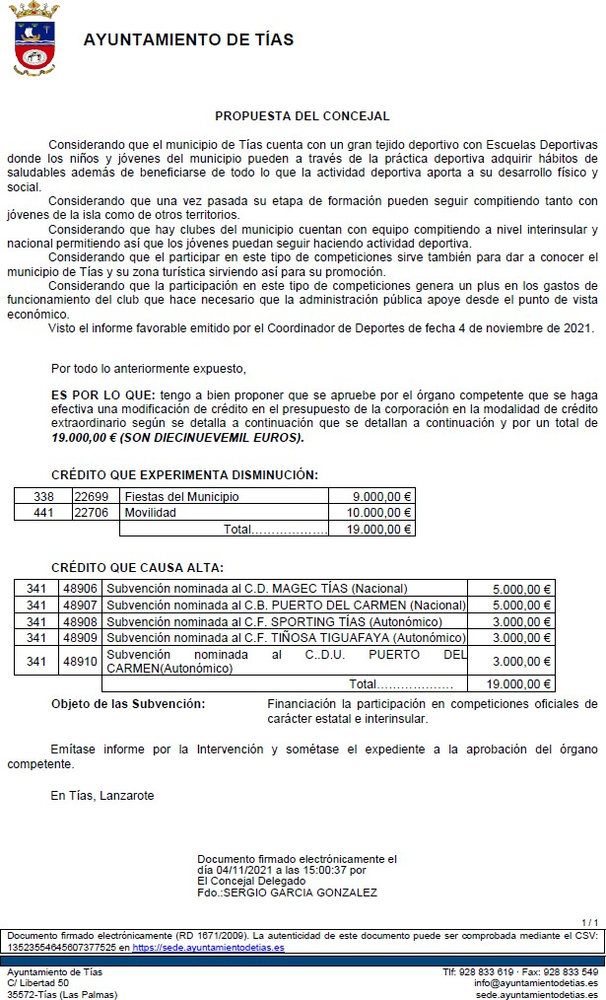 AYUNTAMIENTO DE TÍAS
PROPUESTA DEL CONCEJAL
Considerando que el municipio de Tías cuenta con un gran tejido deportivo con Escuelas Deportivas
donde los niños y jóvenes del municipio pueden a través de la práctica deportiva adquirir hábitos de
saludables además de beneficiarse de todo lo que la actividad deportiva aporta a su desarrollo físico y
social.
Considerando que una vez pasada su etapa de formación pueden seguir compitiendo tanto con
jóvenes de la isla como de otros territorios.
Considerando que hay clubes del municipio cuentan con equipo compitiendo a nivel interinsular y
nacional permitiendo así que los jóvenes puedan seguir haciendo actividad deportiva.
Considerando que el participar en este tipo de competiciones sirve también para dar a conocer el
municipio de Tías y su zona turística sirviendo así para su promoción.
Considerando que la participación en este tipo de competiciones genera un plus en los gastos de
funcionamiento del club que hace necesario que la administración pública apoye desde el punto de vista
económico.
Visto el informe favorable emitido por el Coordinador de Deportes de fecha 4 de noviembre de 2021.
Por todo lo anteriormente expuesto,
ES POR LO QUE: tengo a bien proponer que se apruebe por el órgano competente que se haga
efectiva una modificación de crédito en el presupuesto de la corporación en la modalidad de crédito
extraordinario según se detalla a continuación que se detallan a continuación y por un total de
19.000,00 € (SON DIECINUEVEMIL EUROS).
CRÉDITO QUE EXPERIMENTA DISMINUCIÓN:
338 22699 Fiestas del Municipio 9.000,00 €
441 22706 Movilidad 10.000,00 €
Total………………. 19.000,00 €
CRÉDITO QUE CAUSA ALTA:
341 48906 Subvención nominada al C.D. MAGEC TÍAS (Nacional) 5.000,00 €
341 48907 Subvención nominada al C.B. PUERTO DEL CARMEN (Nacional) 5.000,00 €
341 48908 Subvención nominada al C.F. SPORTING TÍAS (Autonómico) 3.000,00 €
341 48909 Subvención nominada al C.F. TIÑOSA TIGUAFAYA (Autonómico) 3.000,00 €
341 48910 Subvención nominada al C..D.U. PUERTO DEL
CARMEN(Autonómico) 3.000,00 €
Total………………. 19.000,00 €
Objeto de las Subvención: Financiación la participación en competiciones oficiales de
carácter estatal e interinsular.
Emítase informe por la Intervención y sométase el expediente a la aprobación del órgano
competente.
En Tías, Lanzarote
Documento firmado electrónicamente el
día 04/11/2021 a las 15:00:37 por
El Concejal Delegado
Fdo.:SERGIO GARCIA GONZALEZ
1 / 1
Documento firmado electrónicamente (RD 1671/2009). La autenticidad de este documento puede ser comprobada mediante el CSV:
13523554645607377525 en https://sede.ayuntamientodetias.es
Ayuntamiento de Tías Tlf: 928 833 619 · Fax: 928 833 549
C/ Libertad 50 info@ayuntamientodetias.es
35572-Tías (Las Palmas) sede.ayuntamientodetias.es